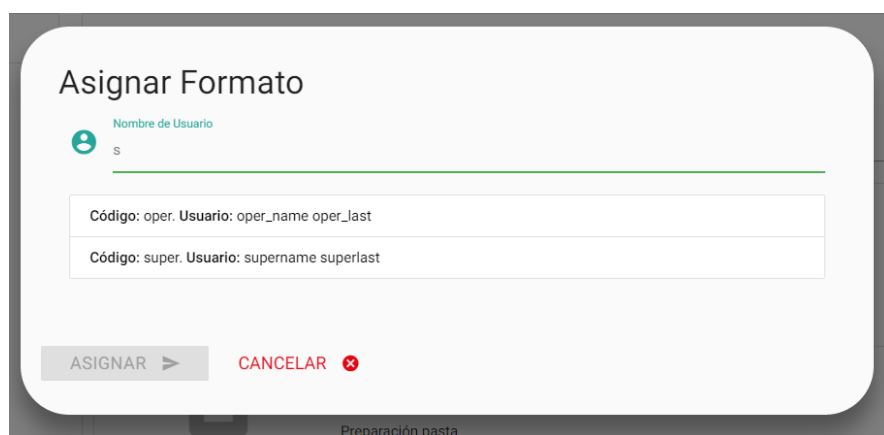 Asignar Formato
Nombre de Usuario
s
Código: oper. Usuario: oper_name oper_last
Código: super. Usuario: supername superlast
ASIGNAR
CANCELAR
Preparación pasta